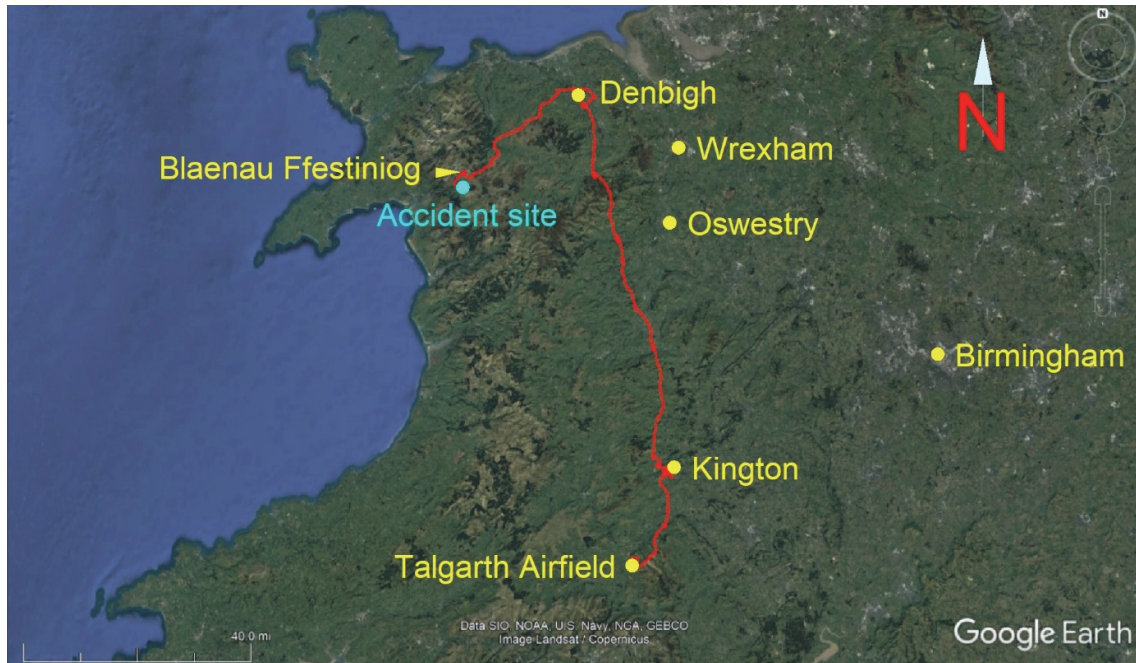 N
N
Denbigh
Wrexham
Blaenau Ffestiniog
Accident site
Oswestry
Birmingham
Kington
Talgarth Airfield
Data SIO, NOAA, U.S. Navy, NGA, GEBCO
Image Landsat / Copernicus
40.0 mi
Google Earth